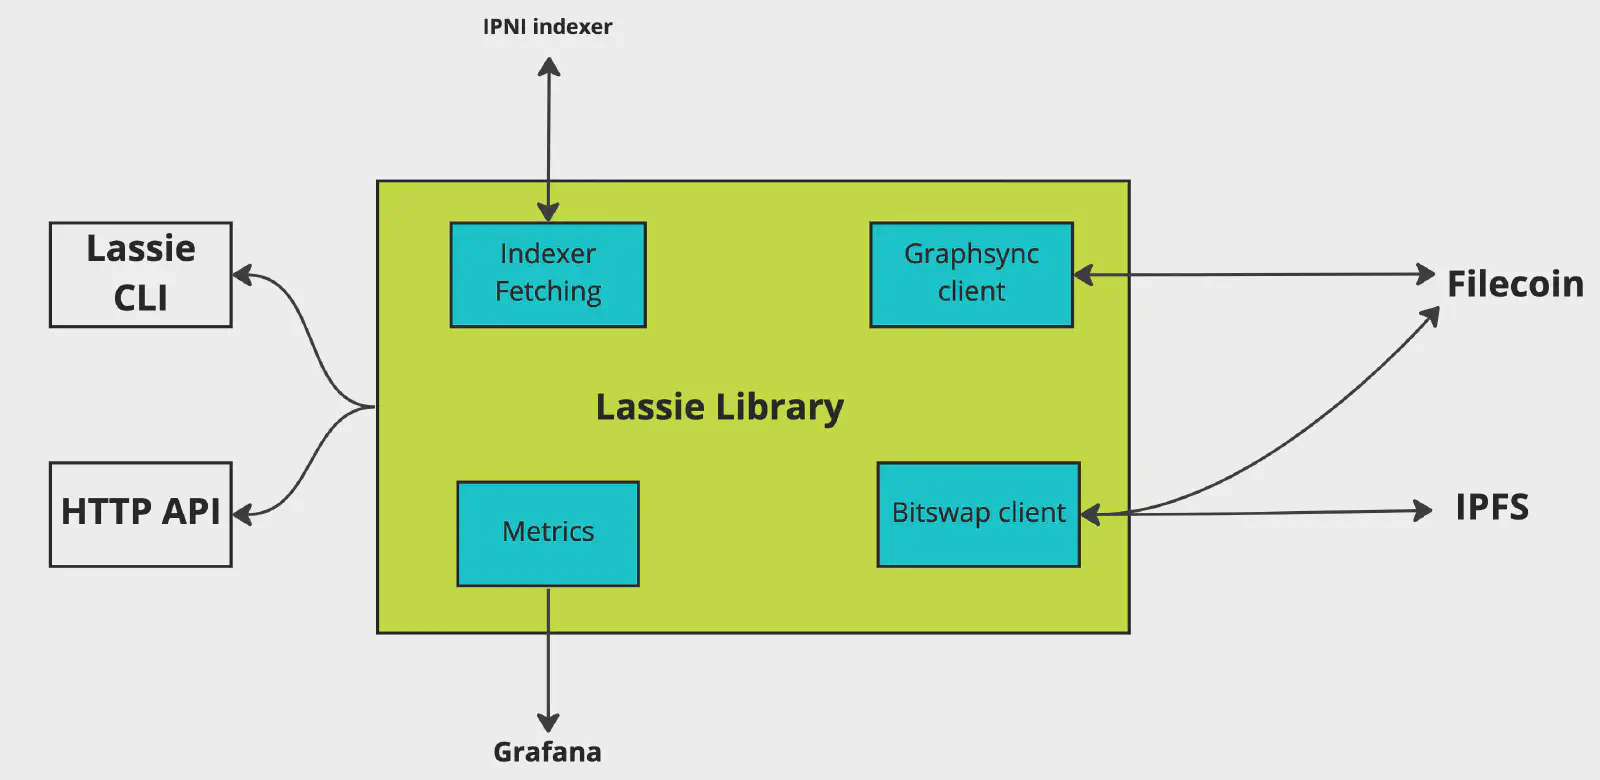 IPNI indexer
Lassie
CLI
Indexer
Fetching
Graphsync
client
Filecoin
Lassie Library
HTTP API
Metrics
Bitswap client
IPFS
Grafana